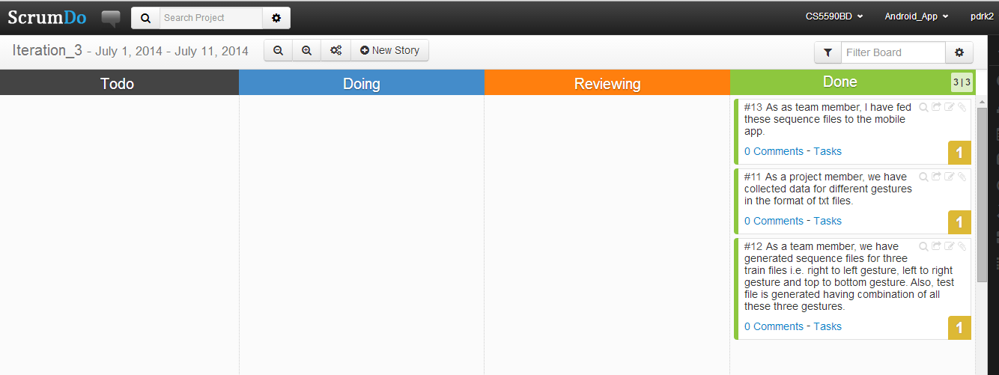 ScrumDo Search Project CS5590BD Android_App pdrk2
Iteration_3 - July 1, 2014 - July 11, 2014 New Story Filter Board
Todo Doing Reviewing Done 3 | 3
#13 As as team member, I have fed
these sequence files to the mobile
app.
0 Comments - Tasks 1
#11 As a project member, we have
collected data for different gestures
in the format of txt files.
0 Comments - Tasks 1
#12 As a team member, we have
generated sequence files for three
train files i.e. right to left gesture, left to right
gesture and top to bottom gesture. Also, test
file is generated having combination of all
these three gestures.
0 Comments - Tasks 1